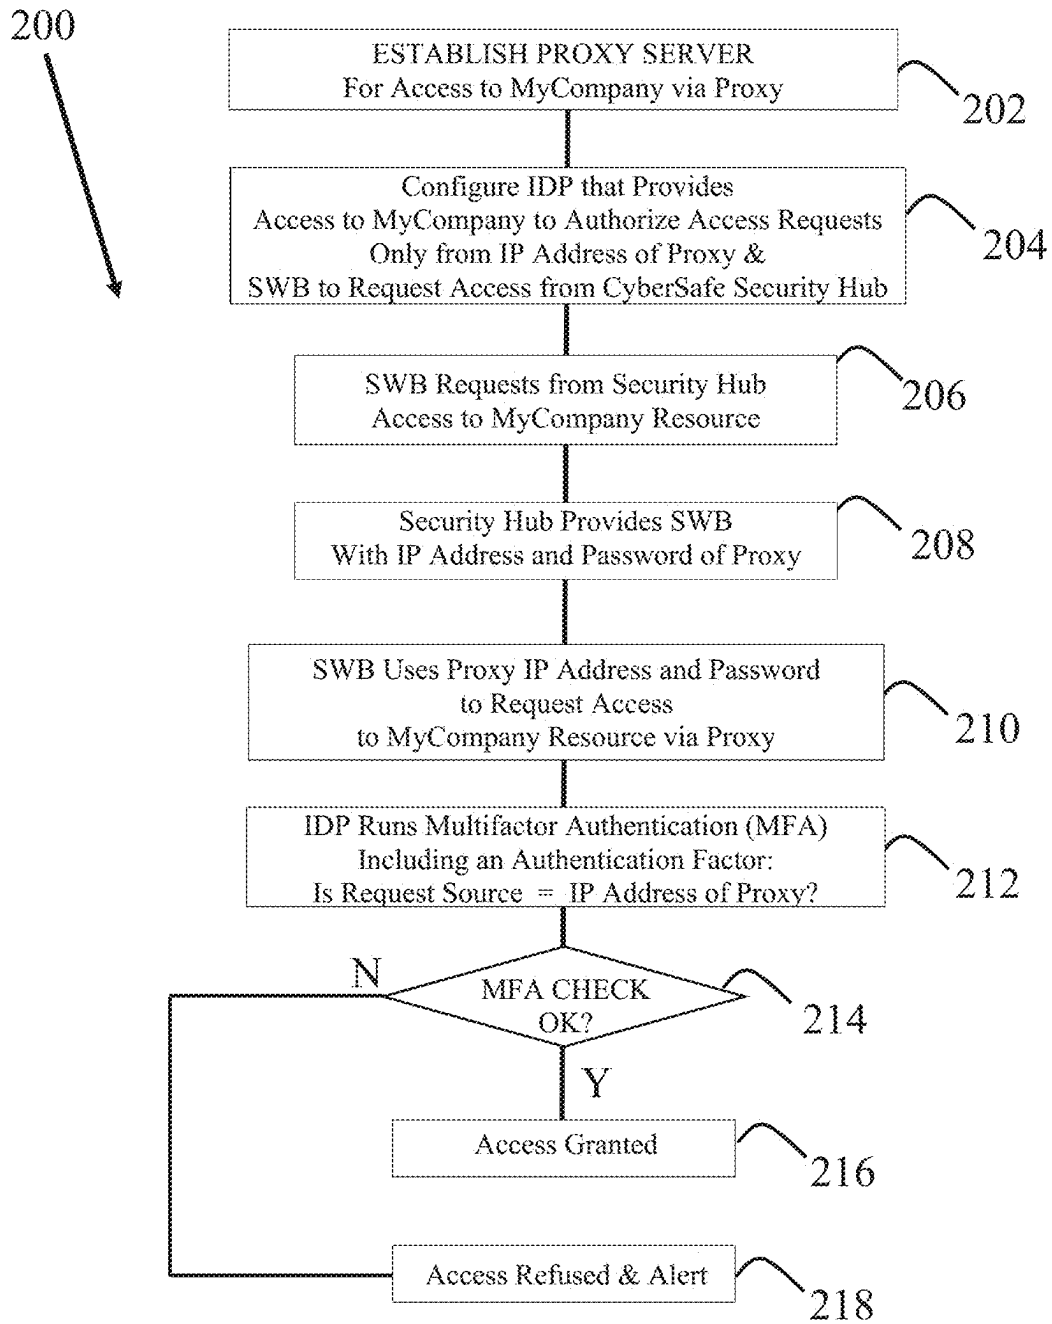 200
ESTABLISH PROXY SERVER
For Access to MyCompany via Proxy
202
Configure IDP that Provides
Access to MyCompany to Authorize Access Requests
Only from IP Address of Proxy &
SWB to Request Access from CyberSafe Security Hub
204
SWB Requests from Security Hub
Access to MyCompany Resource
206
Security Hub Provides SWB
With IP Address and Password of Proxy
208
SWB Uses Proxy IP Address and Password
to Request Access
to MyCompany Resource via Proxy
210
IDP Runs Multifactor Authentication (MFA)
Including an Authentication Factor:
Is Request Source = IP Address of Proxy?
212
N
MFA CHECK
OK?
214
Y
Access Granted
216
Access Refused & Alert
218